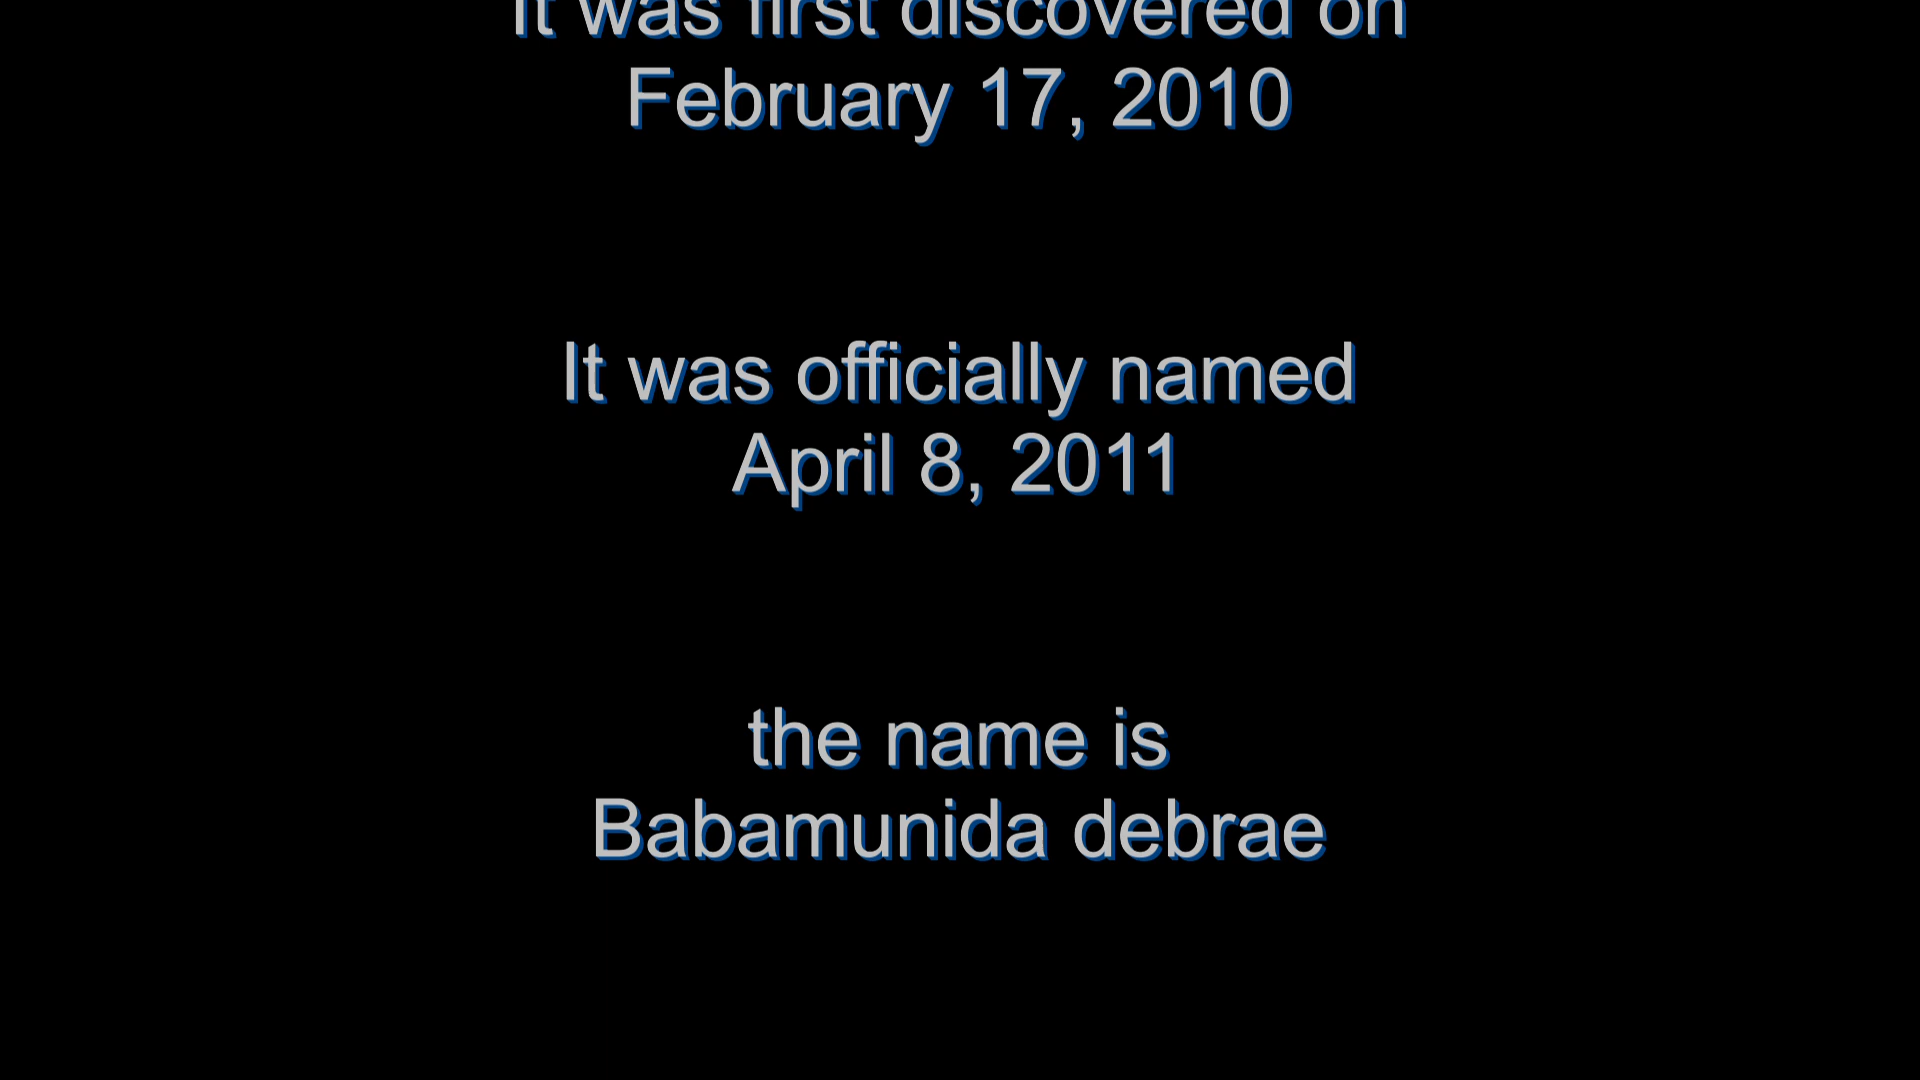 It was first discovered on
February 17, 2010
It was officially named
April 8, 2011
the name is
Babamunida debrae